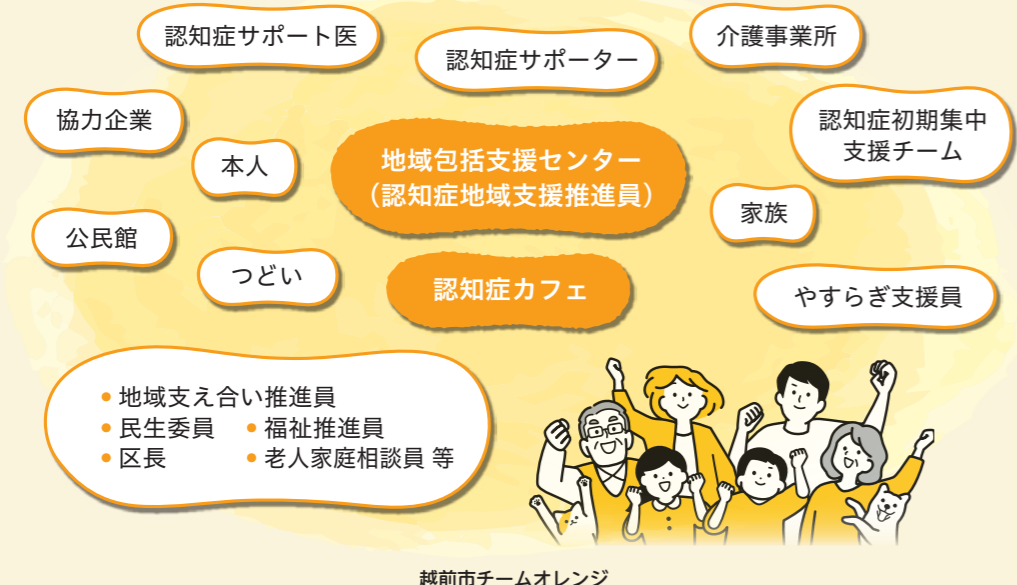 認知症サポート医
認知症サポーター
介護事業所
協力企業
本人
地域包括支援センター
（認知症地域支援推進員）
認知症初期集中
支援チーム
家族
公民館
つどい
認知症カフェ
やすらぎ支援員
• 地域支え合い推進員
• 民生委員 • 福祉推進員
• 区長 • 老人家庭相談員 等
越前市チームオレンジ